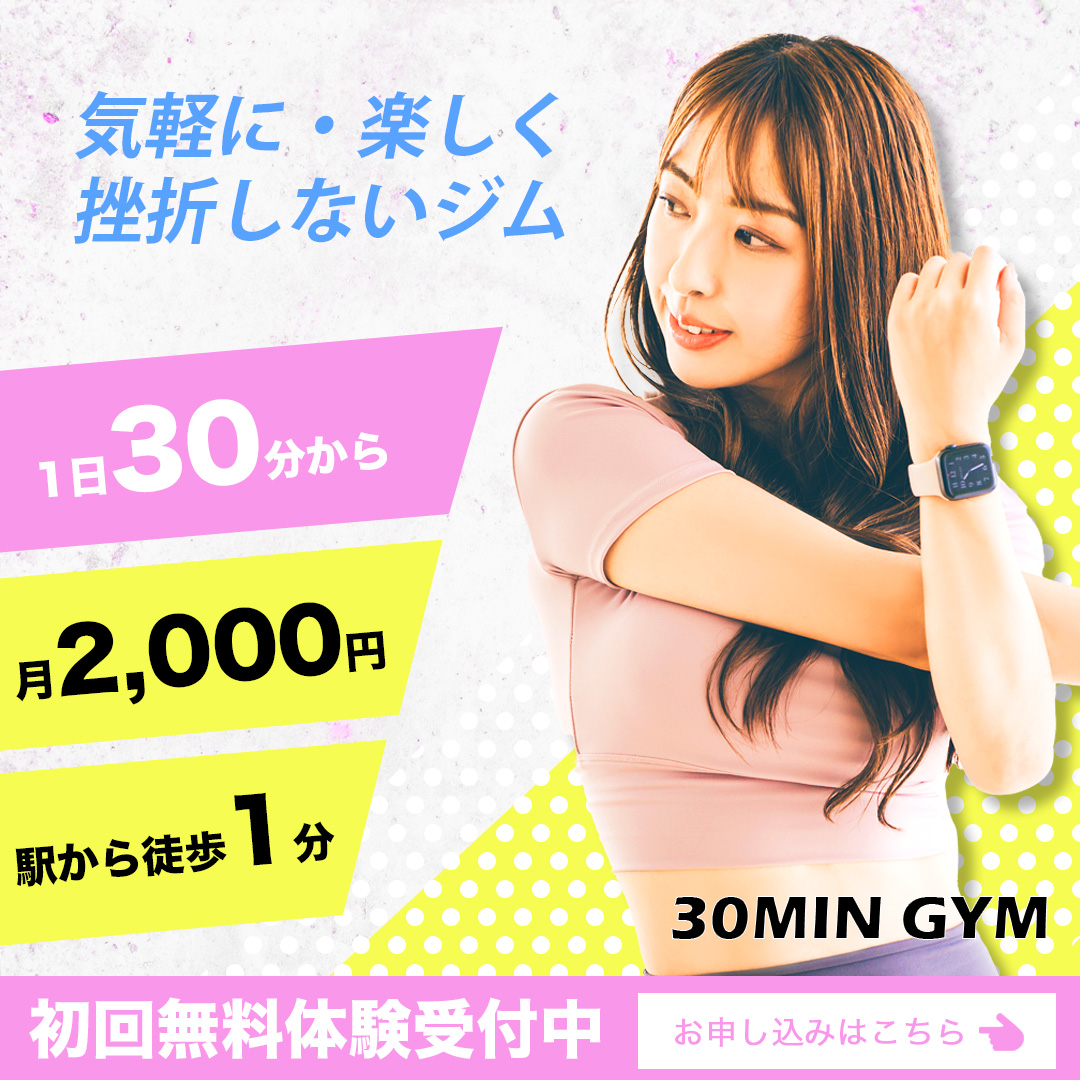 気軽に・楽しく
挫折しないジム
1日30分から
月2,000円
駅から徒歩1分
30MIN GYM
初回無料体験受付中
お申し込みはこちら